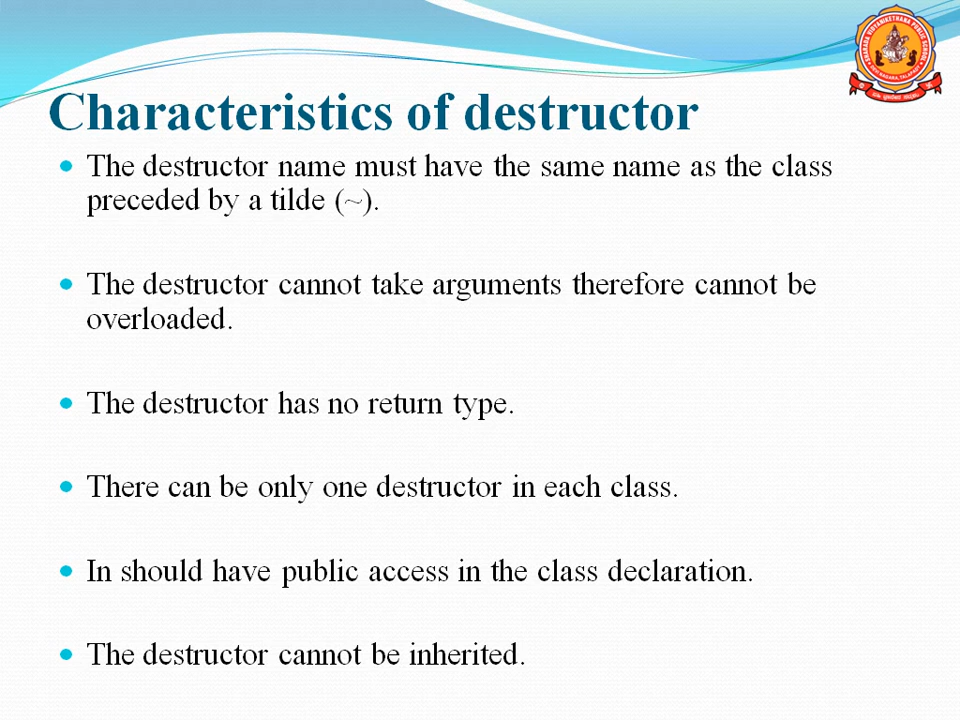 Characteristics of destructor
The destructor name must have the same name as the class
preceded by a tilde (~).
The destructor cannot take arguments therefore cannot be
overloaded.
The destructor has no return type.
There can be only one destructor in each class.
In should have public access in the class declaration.
The destructor cannot be inherited.